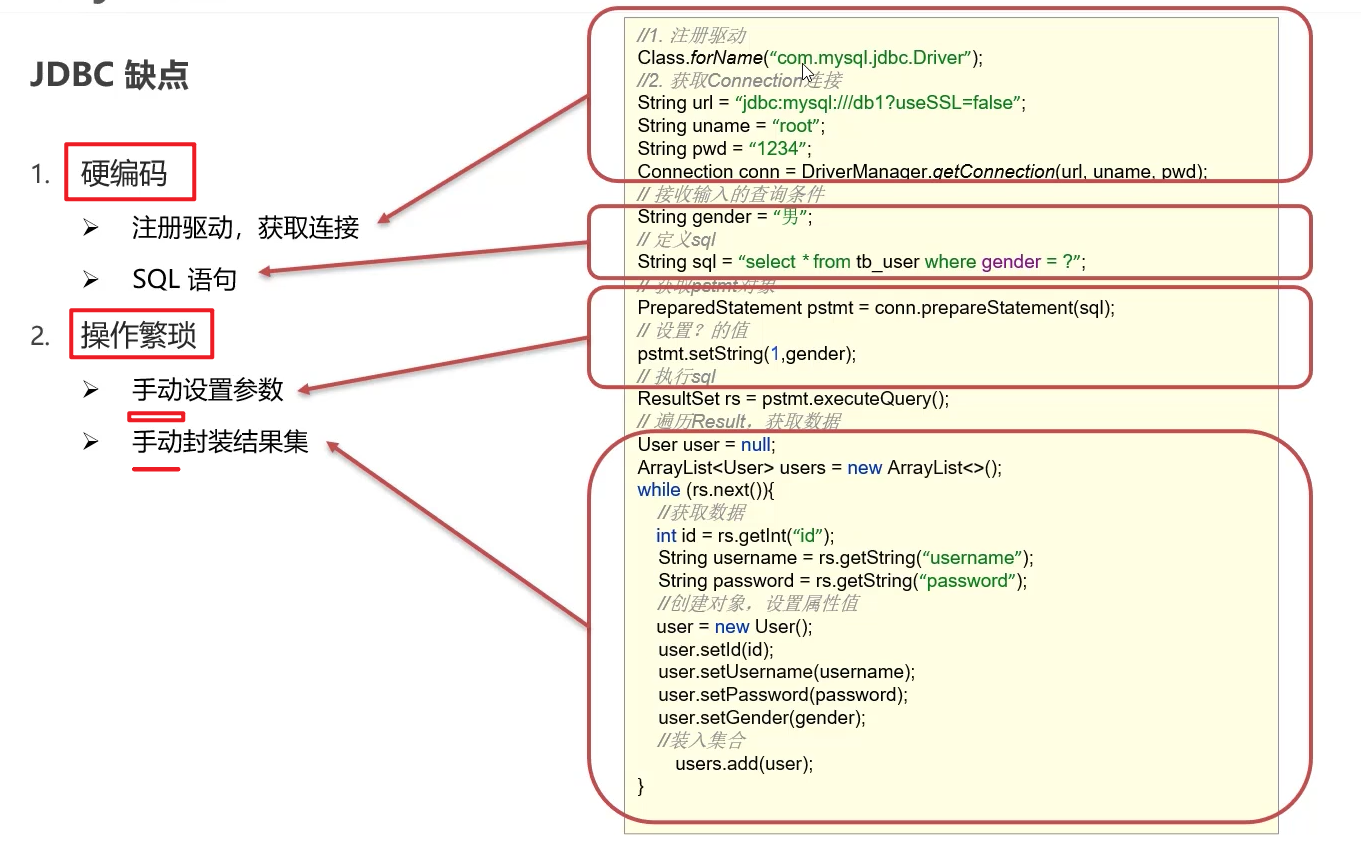 JDBC 缺点
1. 硬编码
➢ 注册驱动，获取连接
➢ SQL 语句
2. 操作繁琐
➢ 手动设置参数
➢ 手动封装结果集
//1. 注册驱动
Class.forName(“com.mysql.jdbc.Driver”);
//2. 获取Connection连接
String url = “jdbc:mysql:///db1?useSSL=false”;
String uname = “root”;
String pwd = “1234”;
Connection conn = DriverManager.getConnection(url, uname, pwd);
// 接收输入的查询条件
String gender = “男”;
// 定义sql
String sql = “select * from tb_user where gender = ?”;
// 获取pstmt对象
PreparedStatement pstmt = conn.prepareStatement(sql);
// 设置？的值
pstmt.setString(1,gender);
// 执行sql
ResultSet rs = pstmt.executeQuery();
// 遍历Result，获取数据
User user = null;
ArrayList<User> users = new ArrayList<>();
while (rs.next()){
//获取数据
int id = rs.getInt(“id”);
String username = rs.getString(“username”);
String password = rs.getString(“password”);
//创建对象，设置属性值
user = new User();
user.setId(id);
user.setUsername(username);
user.setPassword(password);
user.setGender(gender);
//装入集合
users.add(user);
}